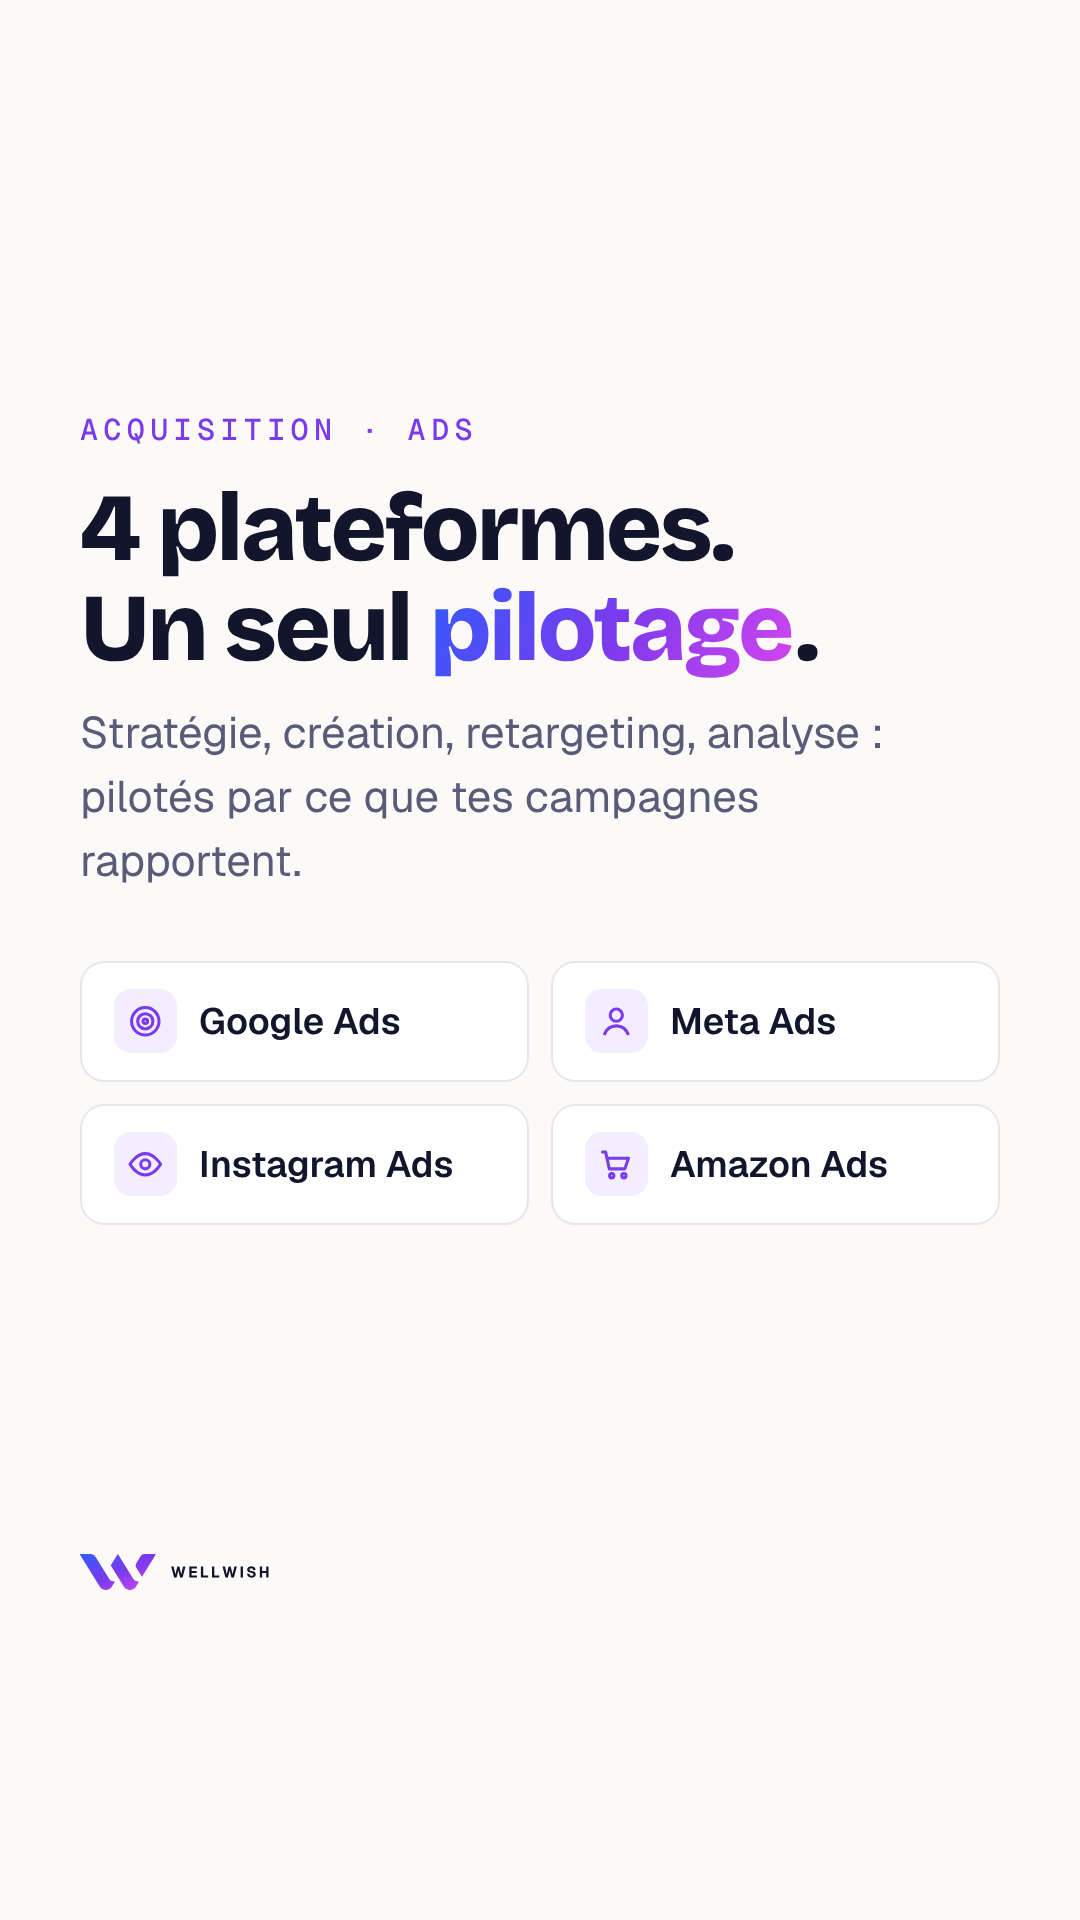 ACQUISITION · ADS
4 plateformes.
Un seul pilotage.
Stratégie, création, retargeting, analyse :
pilotés par ce que tes campagnes
rapportent.
Google Ads
Meta Ads
Instagram Ads
Amazon Ads
WELLWISH